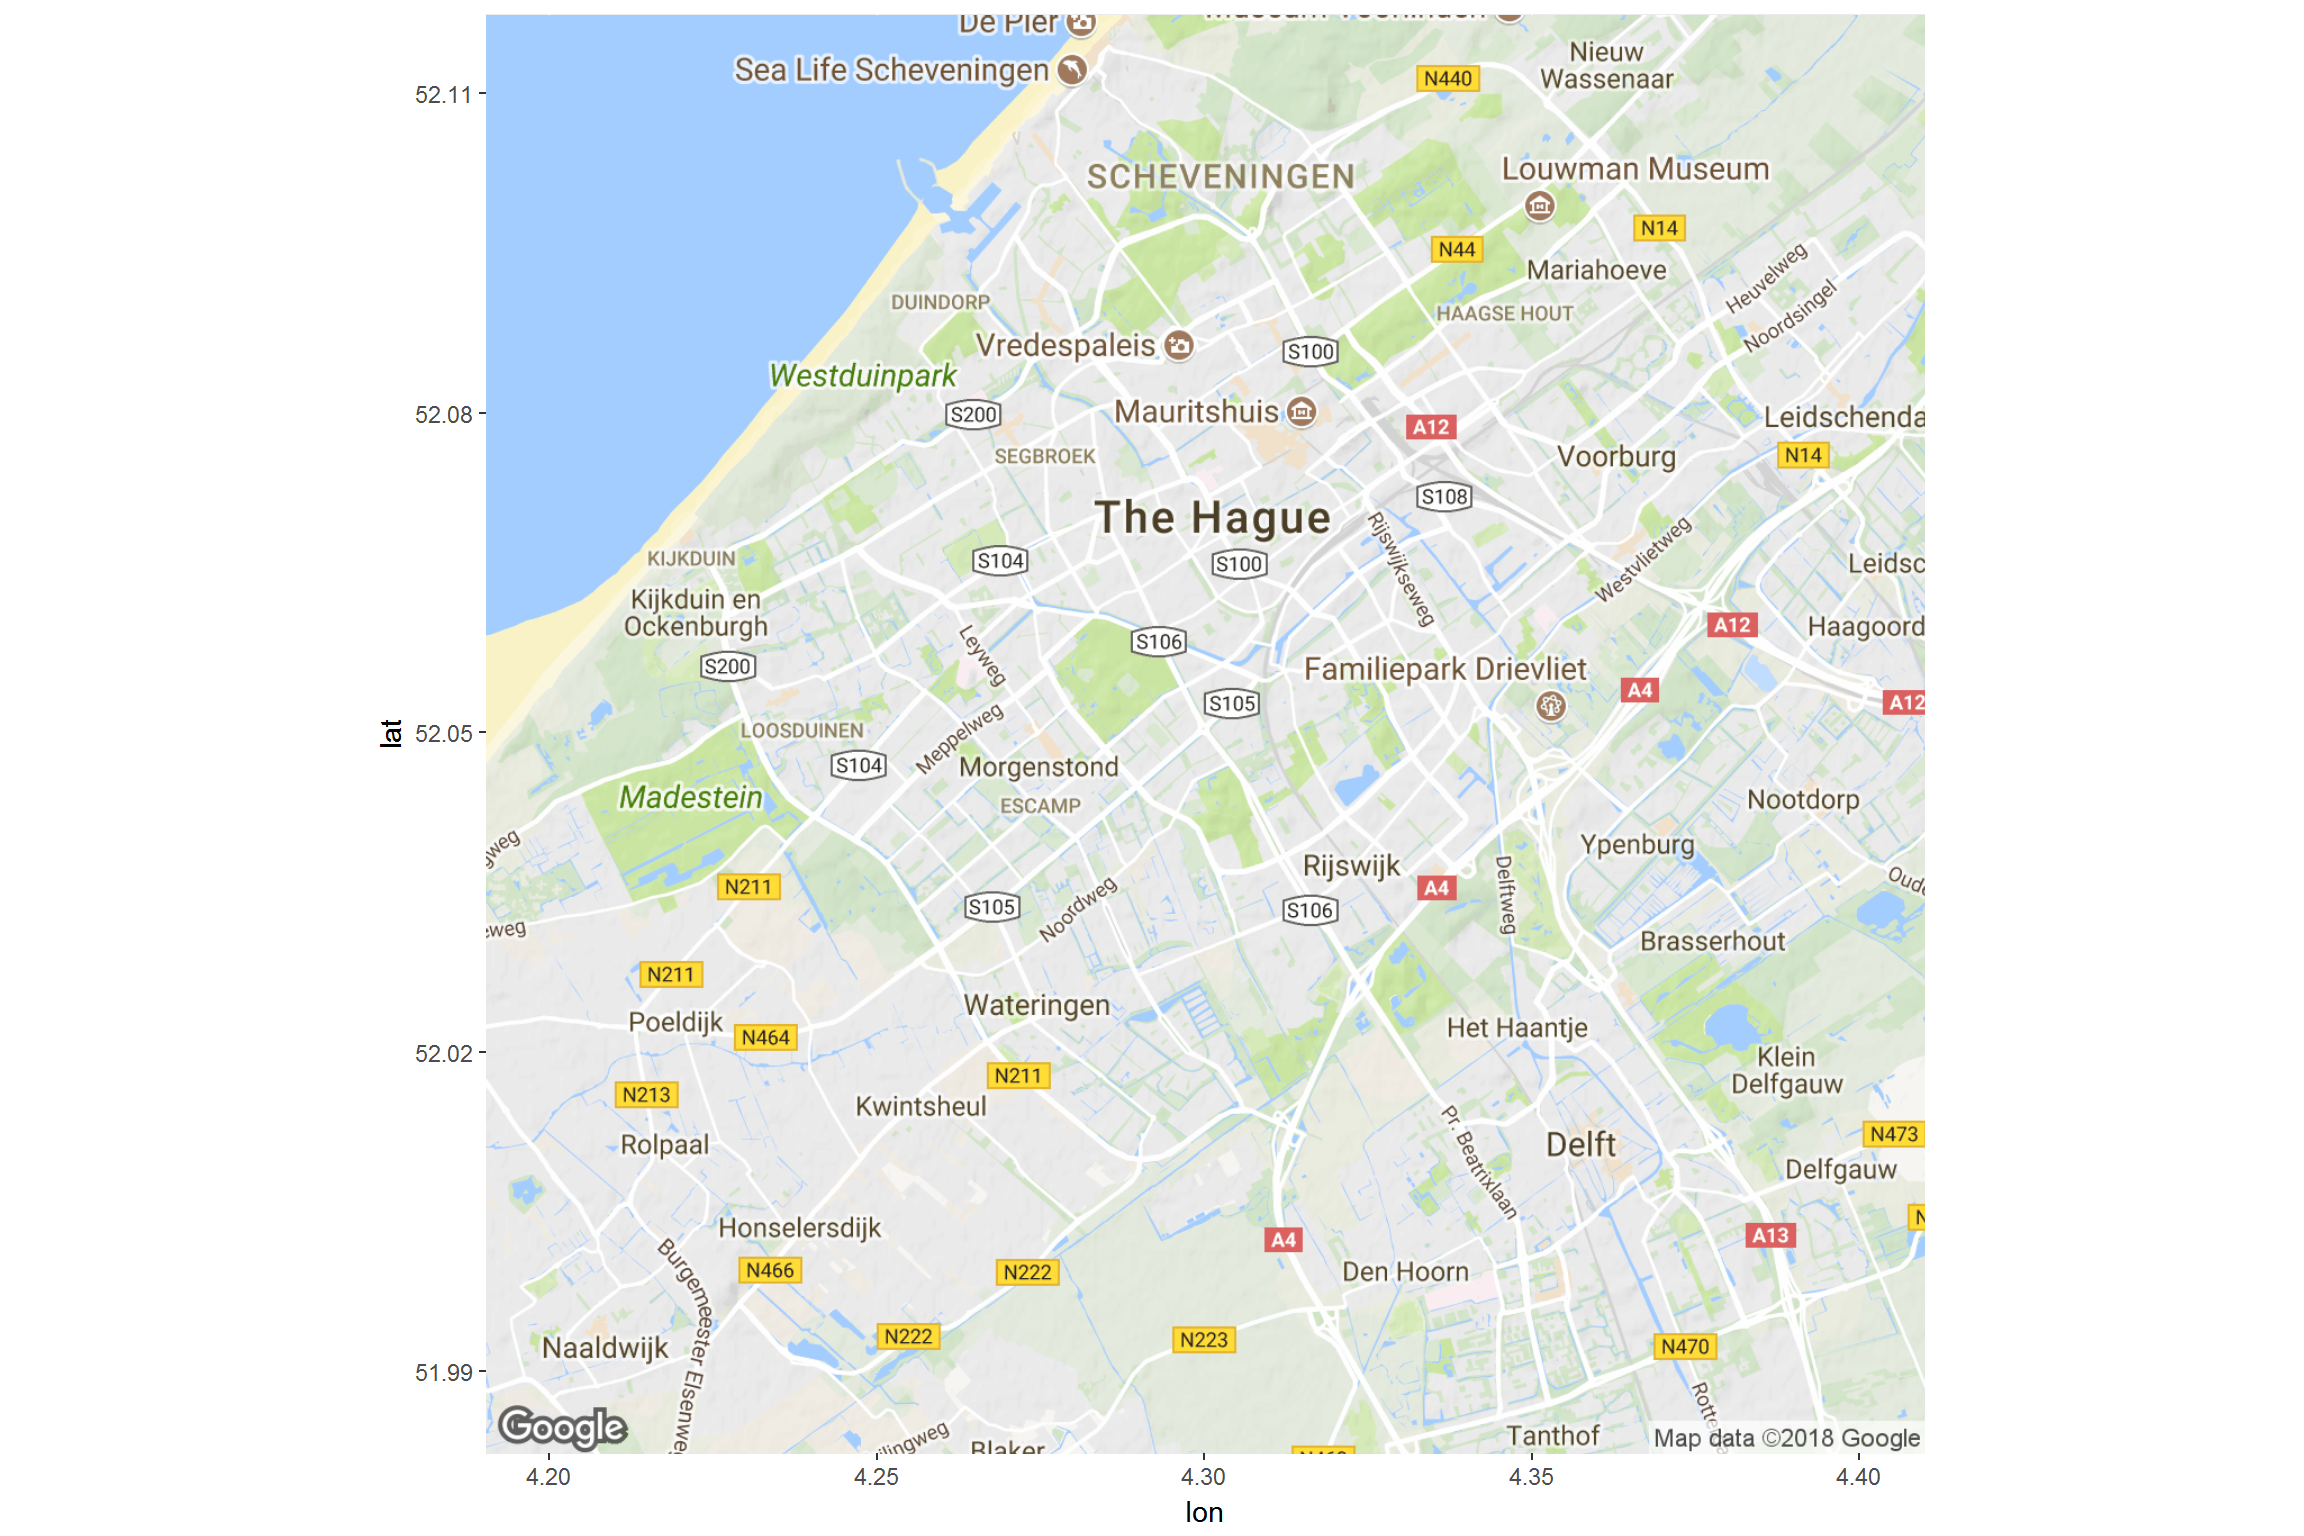 De Pier
Sea Life Scheveningen
Nieuw
Wassenaar
N440
52.11
SCHEVENINGEN
Louwman Museum
N14
N44
Mariahoeve
Heuvelweg
Noordsingel
DUINDORP
HAAGSE HOUT
Vredespaleis
S100
Westduinpark
52.08
S200
Mauritshuis
A12
Leidschenda
SEGBROEK
Voorburg
N14
S108
The Hague
Rijswijkseweg
Westvlietweg
KIJKDUIN
S104
S100
Leidsc
Kijkduin en
Ockenburgh
A12
Haagoord
S106
Leyweg
S200
Familiepark Drievliet
A4
A12
S105
lat
52.05
LOOSDUINEN
Meppelweg
S104
Morgenstond
Madestein
ESCAMP
Nootdorp
gweg
Ypenburg
Rijswijk
N211
A4
Delftweg
Oude
S105
Noordweg
S106
eweg
Brasserhout
N211
Wateringen
Poeldijk
N464
Het Haantje
52.02
Klein
Delfgauw
N211
N213
Kwintsheul
Pr. Beatrixlaan
Rolpaal
Delft
N473
Delfgauw
Honselersdijk
N
A4
A13
Burgemeester Elsenweg
N466
N222
Den Hoorn
N222
N223
N470
Naaldwijk
51.99
Rotte
Google
ilingweg
Blaker
Tanthof
Map data ©2018 Google
4.20
4.25
4.30
4.35
4.40
lon